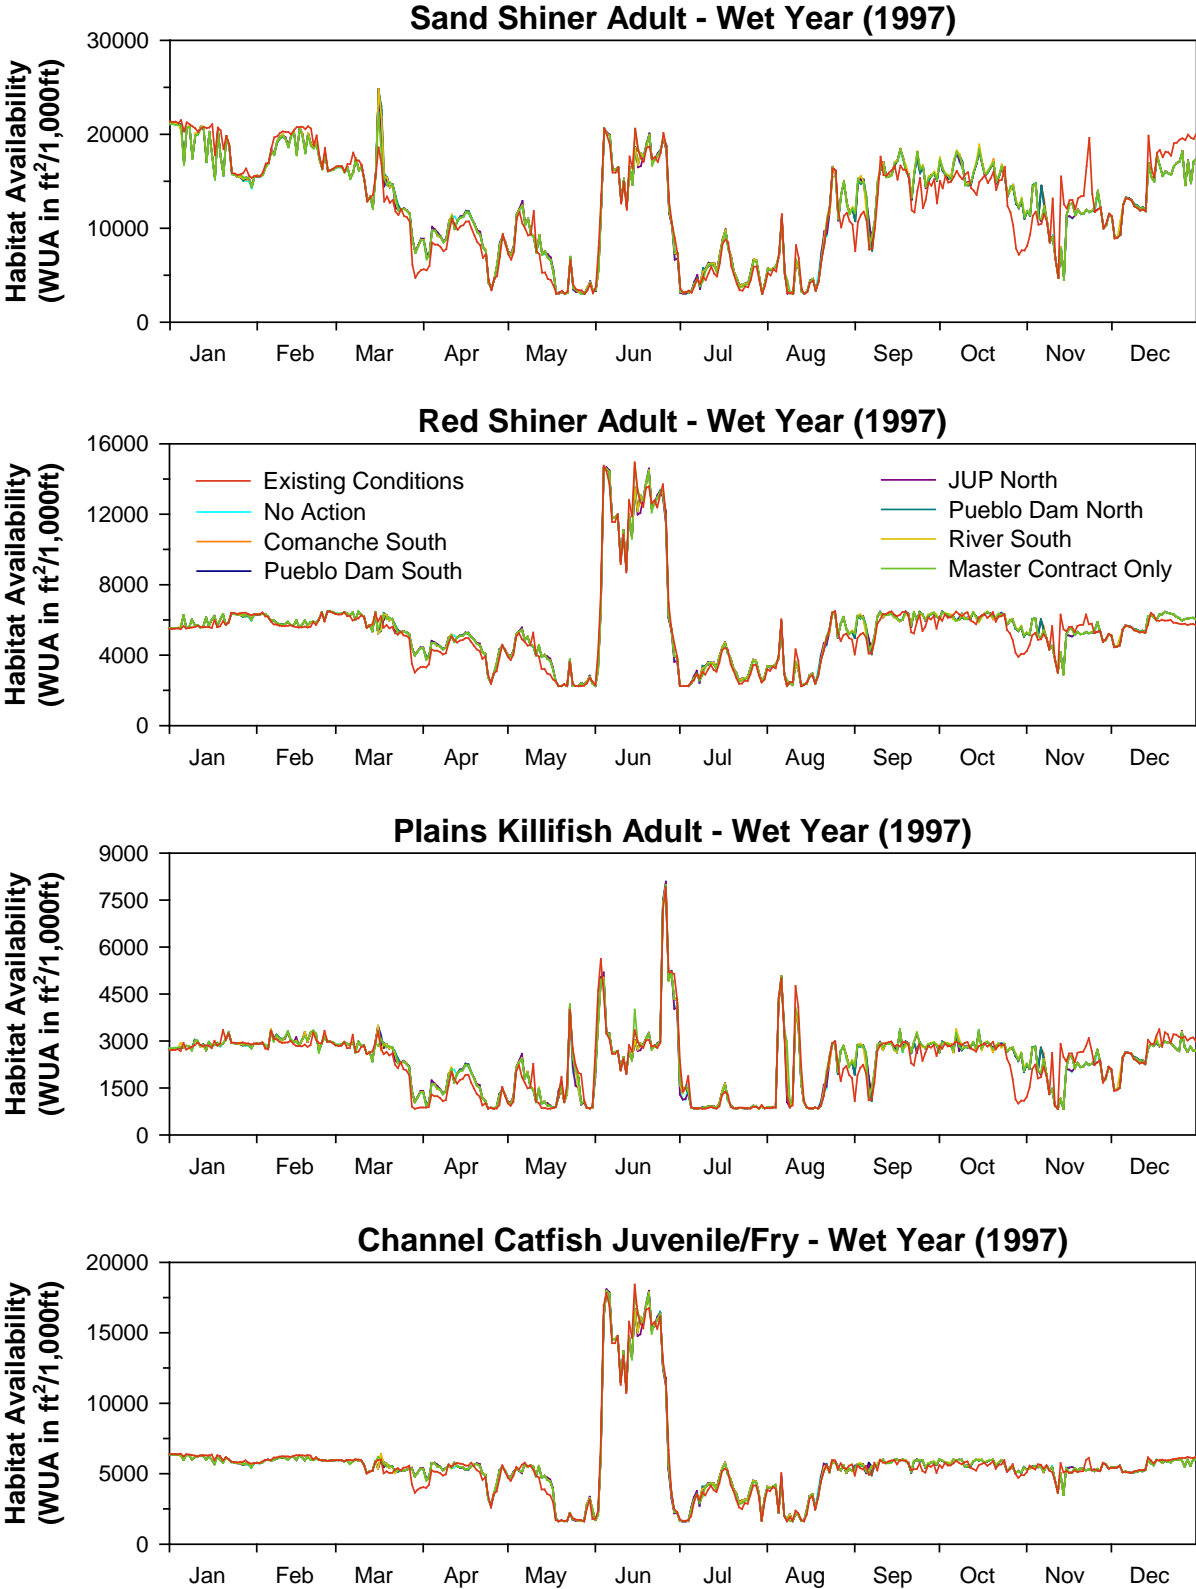 Sand Shiner Adult - Wet Year (1997)
Habitat Availability
(WUA in ft²/1,000ft)
30000
20000
10000
0
Jan Feb Mar Apr May Jun Jul Aug Sep Oct Nov Dec
Red Shiner Adult - Wet Year (1997)
Habitat Availability
(WUA in ft²/1,000ft)
16000
12000
8000
4000
0
Existing Conditions
No Action
Comanche South
Pueblo Dam South
JUP North
Pueblo Dam North
River South
Master Contract Only
Jan Feb Mar Apr May Jun Jul Aug Sep Oct Nov Dec
Plains Killifish Adult - Wet Year (1997)
Habitat Availability
(WUA in ft²/1,000ft)
9000
7500
6000
4500
3000
1500
0
Jan Feb Mar Apr May Jun Jul Aug Sep Oct Nov Dec
Channel Catfish Juvenile/Fry - Wet Year (1997)
Habitat Availability
(WUA in ft²/1,000ft)
20000
15000
10000
5000
0
Jan Feb Mar Apr May Jun Jul Aug Sep Oct Nov Dec